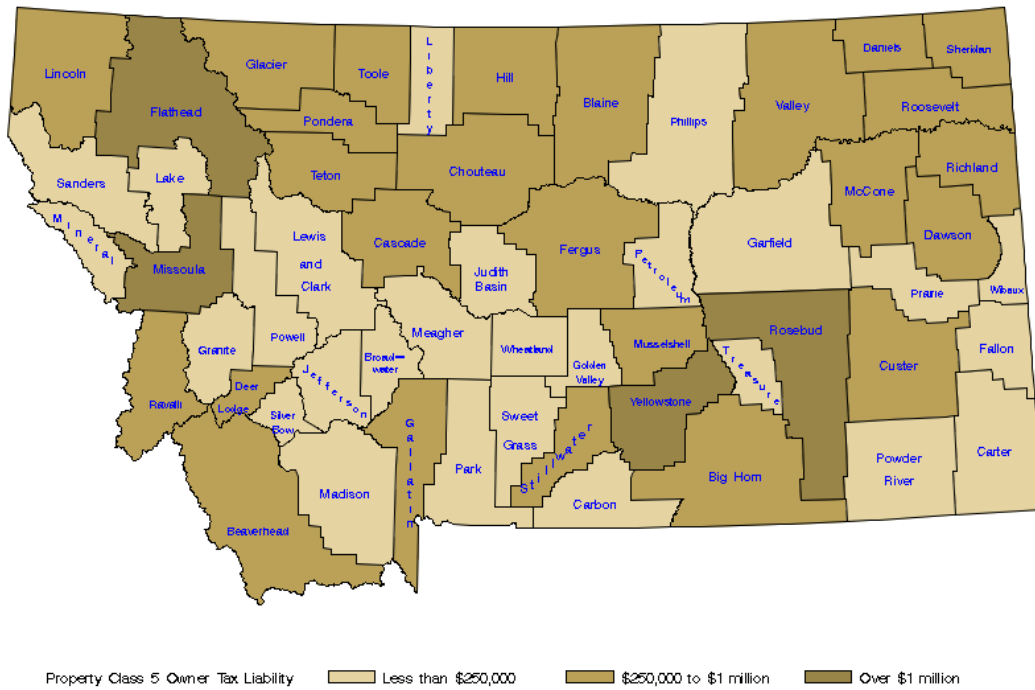 Lincoln
Flathead
Glacier
Toole
Liberty
Hill
Blaine
Phillips
Valley
Daniels
Sheridan
Roosevelt
Pondera
Teton
Chouteau
Richland
McCone
Sanders
Lake
Mineral
Missoula
Lewis
and
Clark
Cascade
Judith
Basin
Fergus
Petroleum
Garfield
Dawson
Prarie
Wibaux
Powell
Granite
Meagher
Broad-
water
Jefferson
Wheatland
Golden
Valley
Musselshell
Rosebud
Treasure
Custer
Fallon
Ravalli
Deer
Lodge
Silver
Bow
Gallatin
Park
Sweet
Grass
Stillwater
Yellowstone
Big Horn
Powder
River
Carter
Carbon
Madison
Beaverhead
Property Class 5 Owner Tax Liability
Less than $250,000
$250,000 to $1 million
Over $1 million